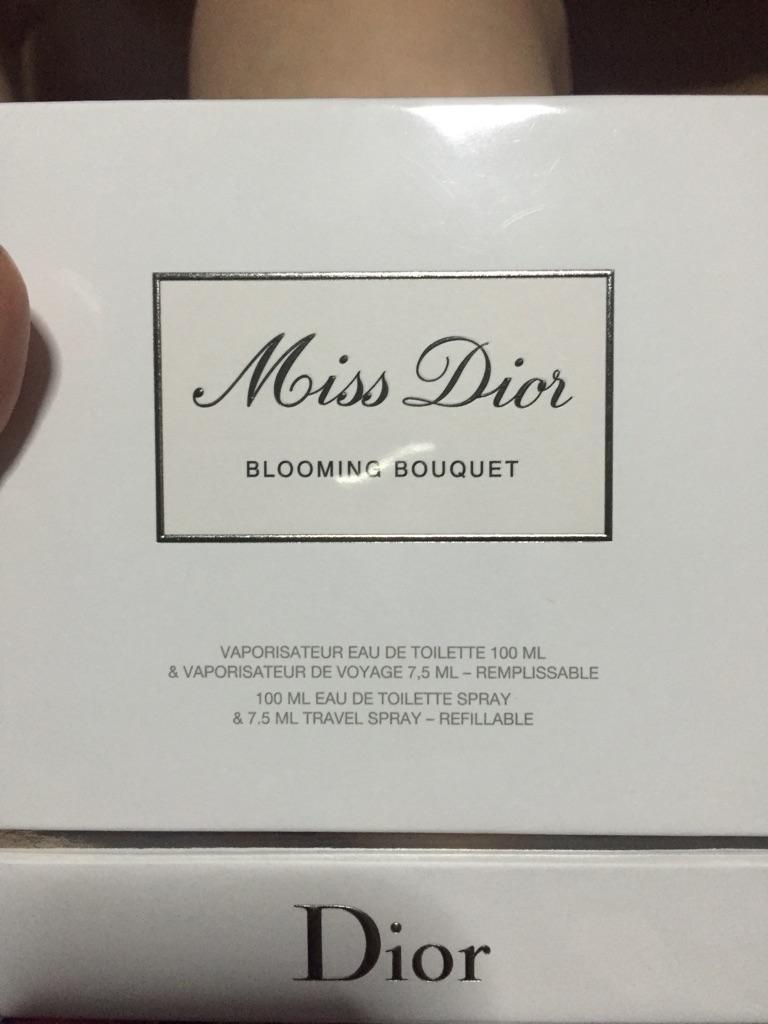 Miss Dior
BLOOMING BOUQUET
VAPORISATEUR EAU DE TOILETTE 100 ML
& VAPORISATEUR DE VOYAGE 7,5 ML – REMPLISSABLE
100 ML EAU DE TOILETTE SPRAY
& 7.5 ML TRAVEL SPRAY – REFILLABLE
Dior